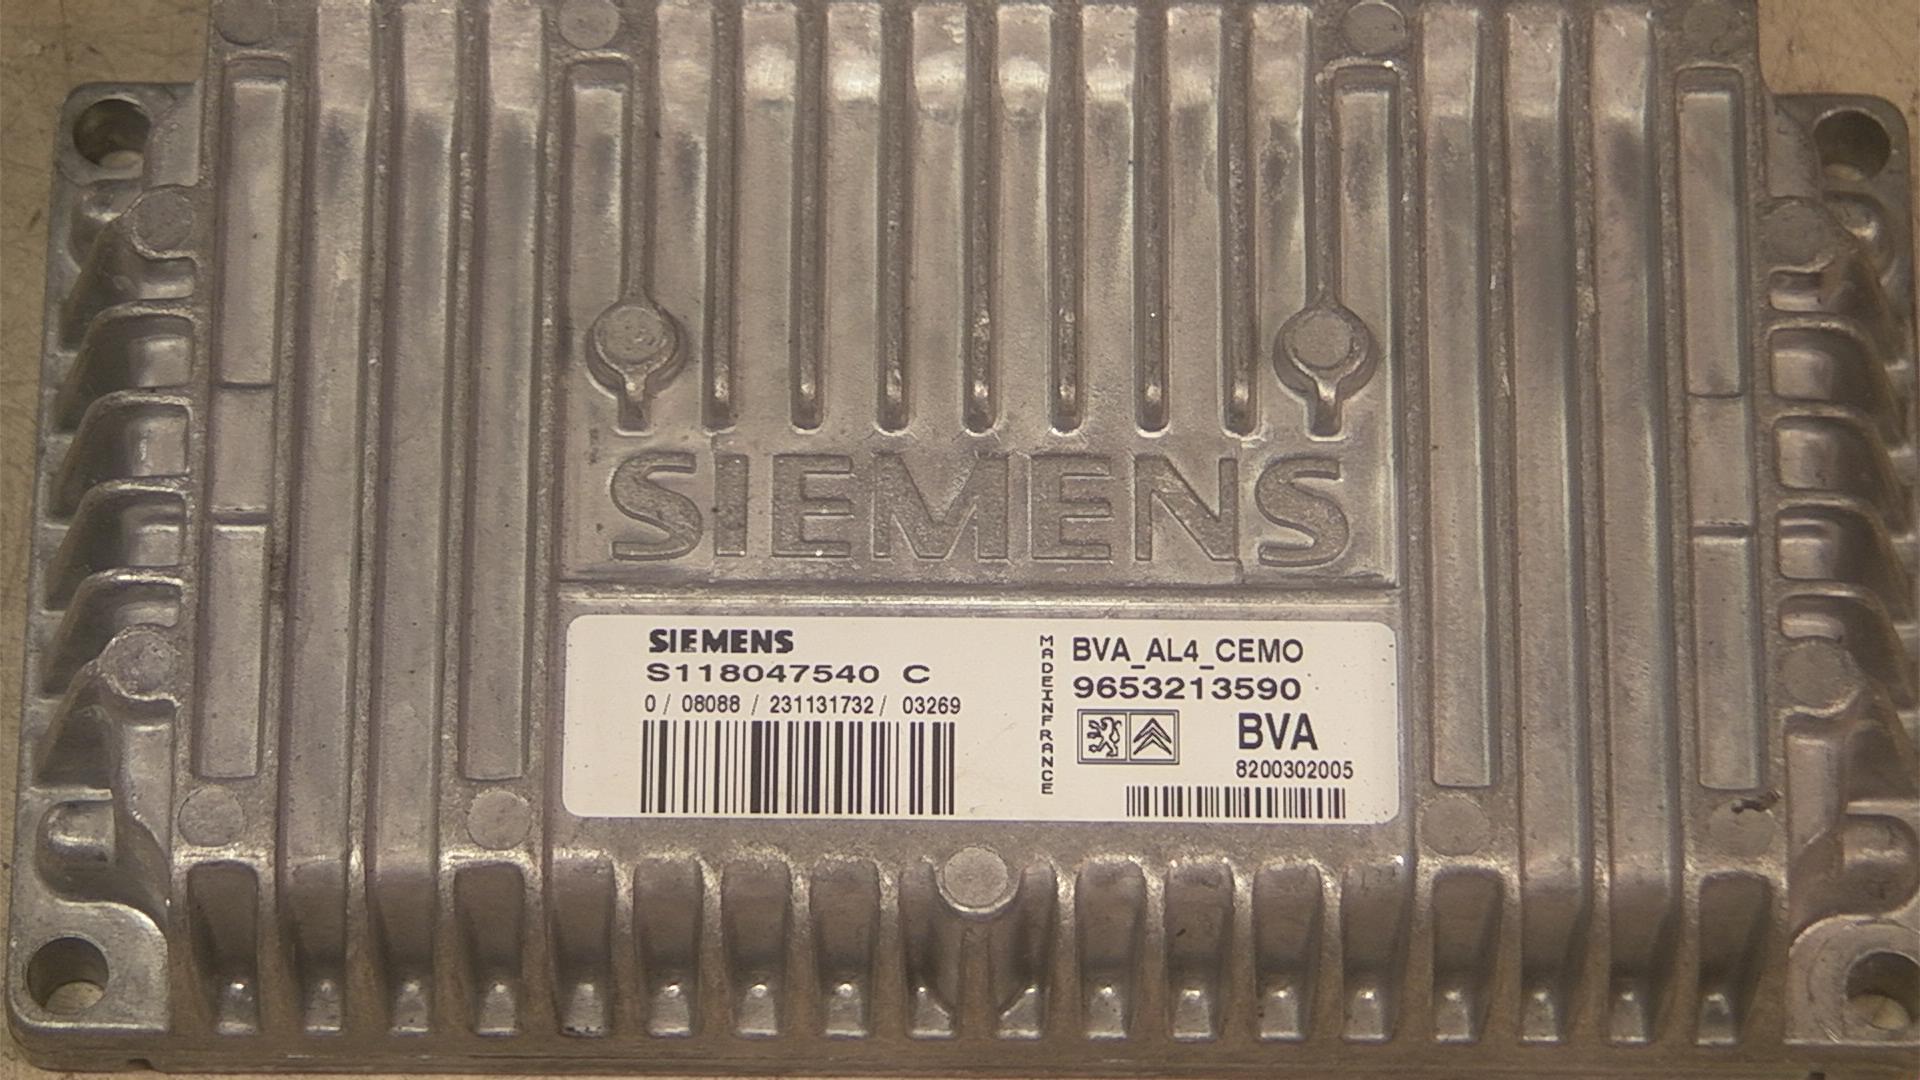 SIEMENS
SIEMENS
S118047540 C
0 / 08088 / 231131732 / 03269
MADEINFRANCE
BVA_AL4_CEMO
9653213590
BVA
8200302005